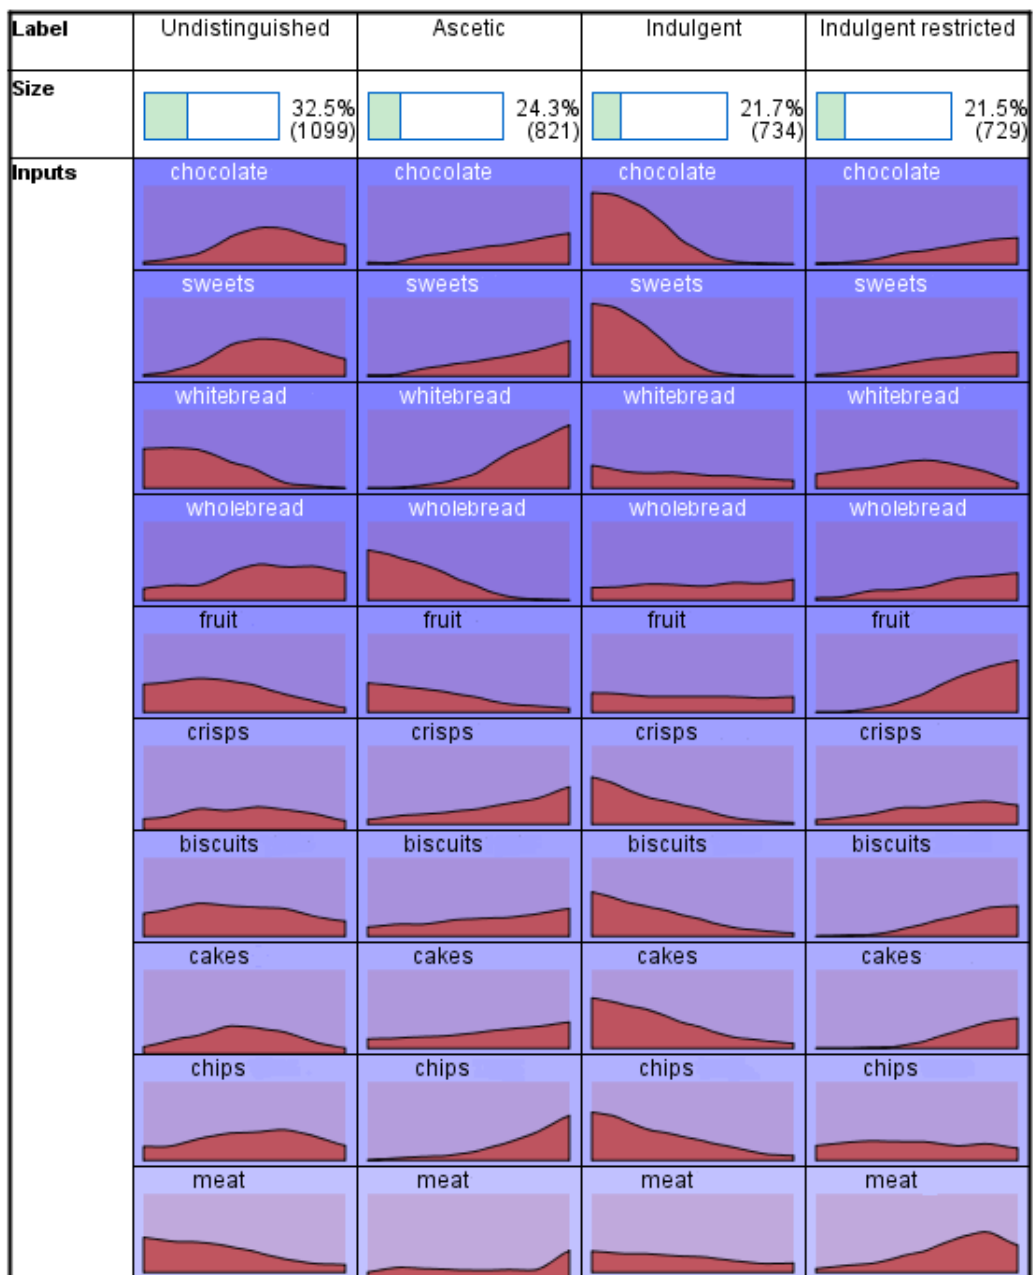 Label Undistinguished Ascetic Indulgent Indulgent restricted
Size
32.5% 24.3% 21.7% 21.5%
(1099) (821) (734) (729)
Inputs chocolate chocolate chocolate chocolate
sweets sweets sweets sweets
whitebread whitebread whitebread whitebread
wholebread wholebread wholebread wholebread
fruit fruit fruit fruit
crisps crisps crisps crisps
biscuits biscuits biscuits biscuits
cakes cakes cakes cakes
chips chips chips chips
meat meat meat meat